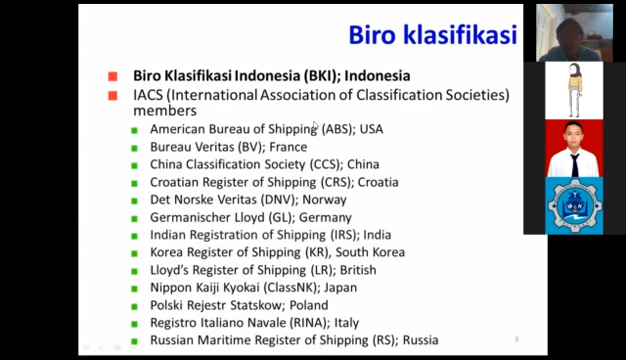 Biro klasifikasi
Biro Klasifikasi Indonesia (BKI); Indonesia
IACS (International Association of Classification Societies)
members
American Bureau of Shipping (ABS); USA
Bureau Veritas (BV); France
China Classification Society (CCS); China
Croatian Register of Shipping (CRS); Croatia
Det Norske Veritas (DNV); Norway
Germanischer Lloyd (GL); Germany
Indian Registration of Shipping (IRS); India
Korea Register of Shipping (KR), South Korea
Lloyd's Register of Shipping (LR); British
Nippon Kaiji Kyokai (ClassNK); Japan
Polski Rejestr Statskow; Poland
Registro Italiano Navale (RINA); Italy
Russian Maritime Register of Shipping (RS); Russia
3